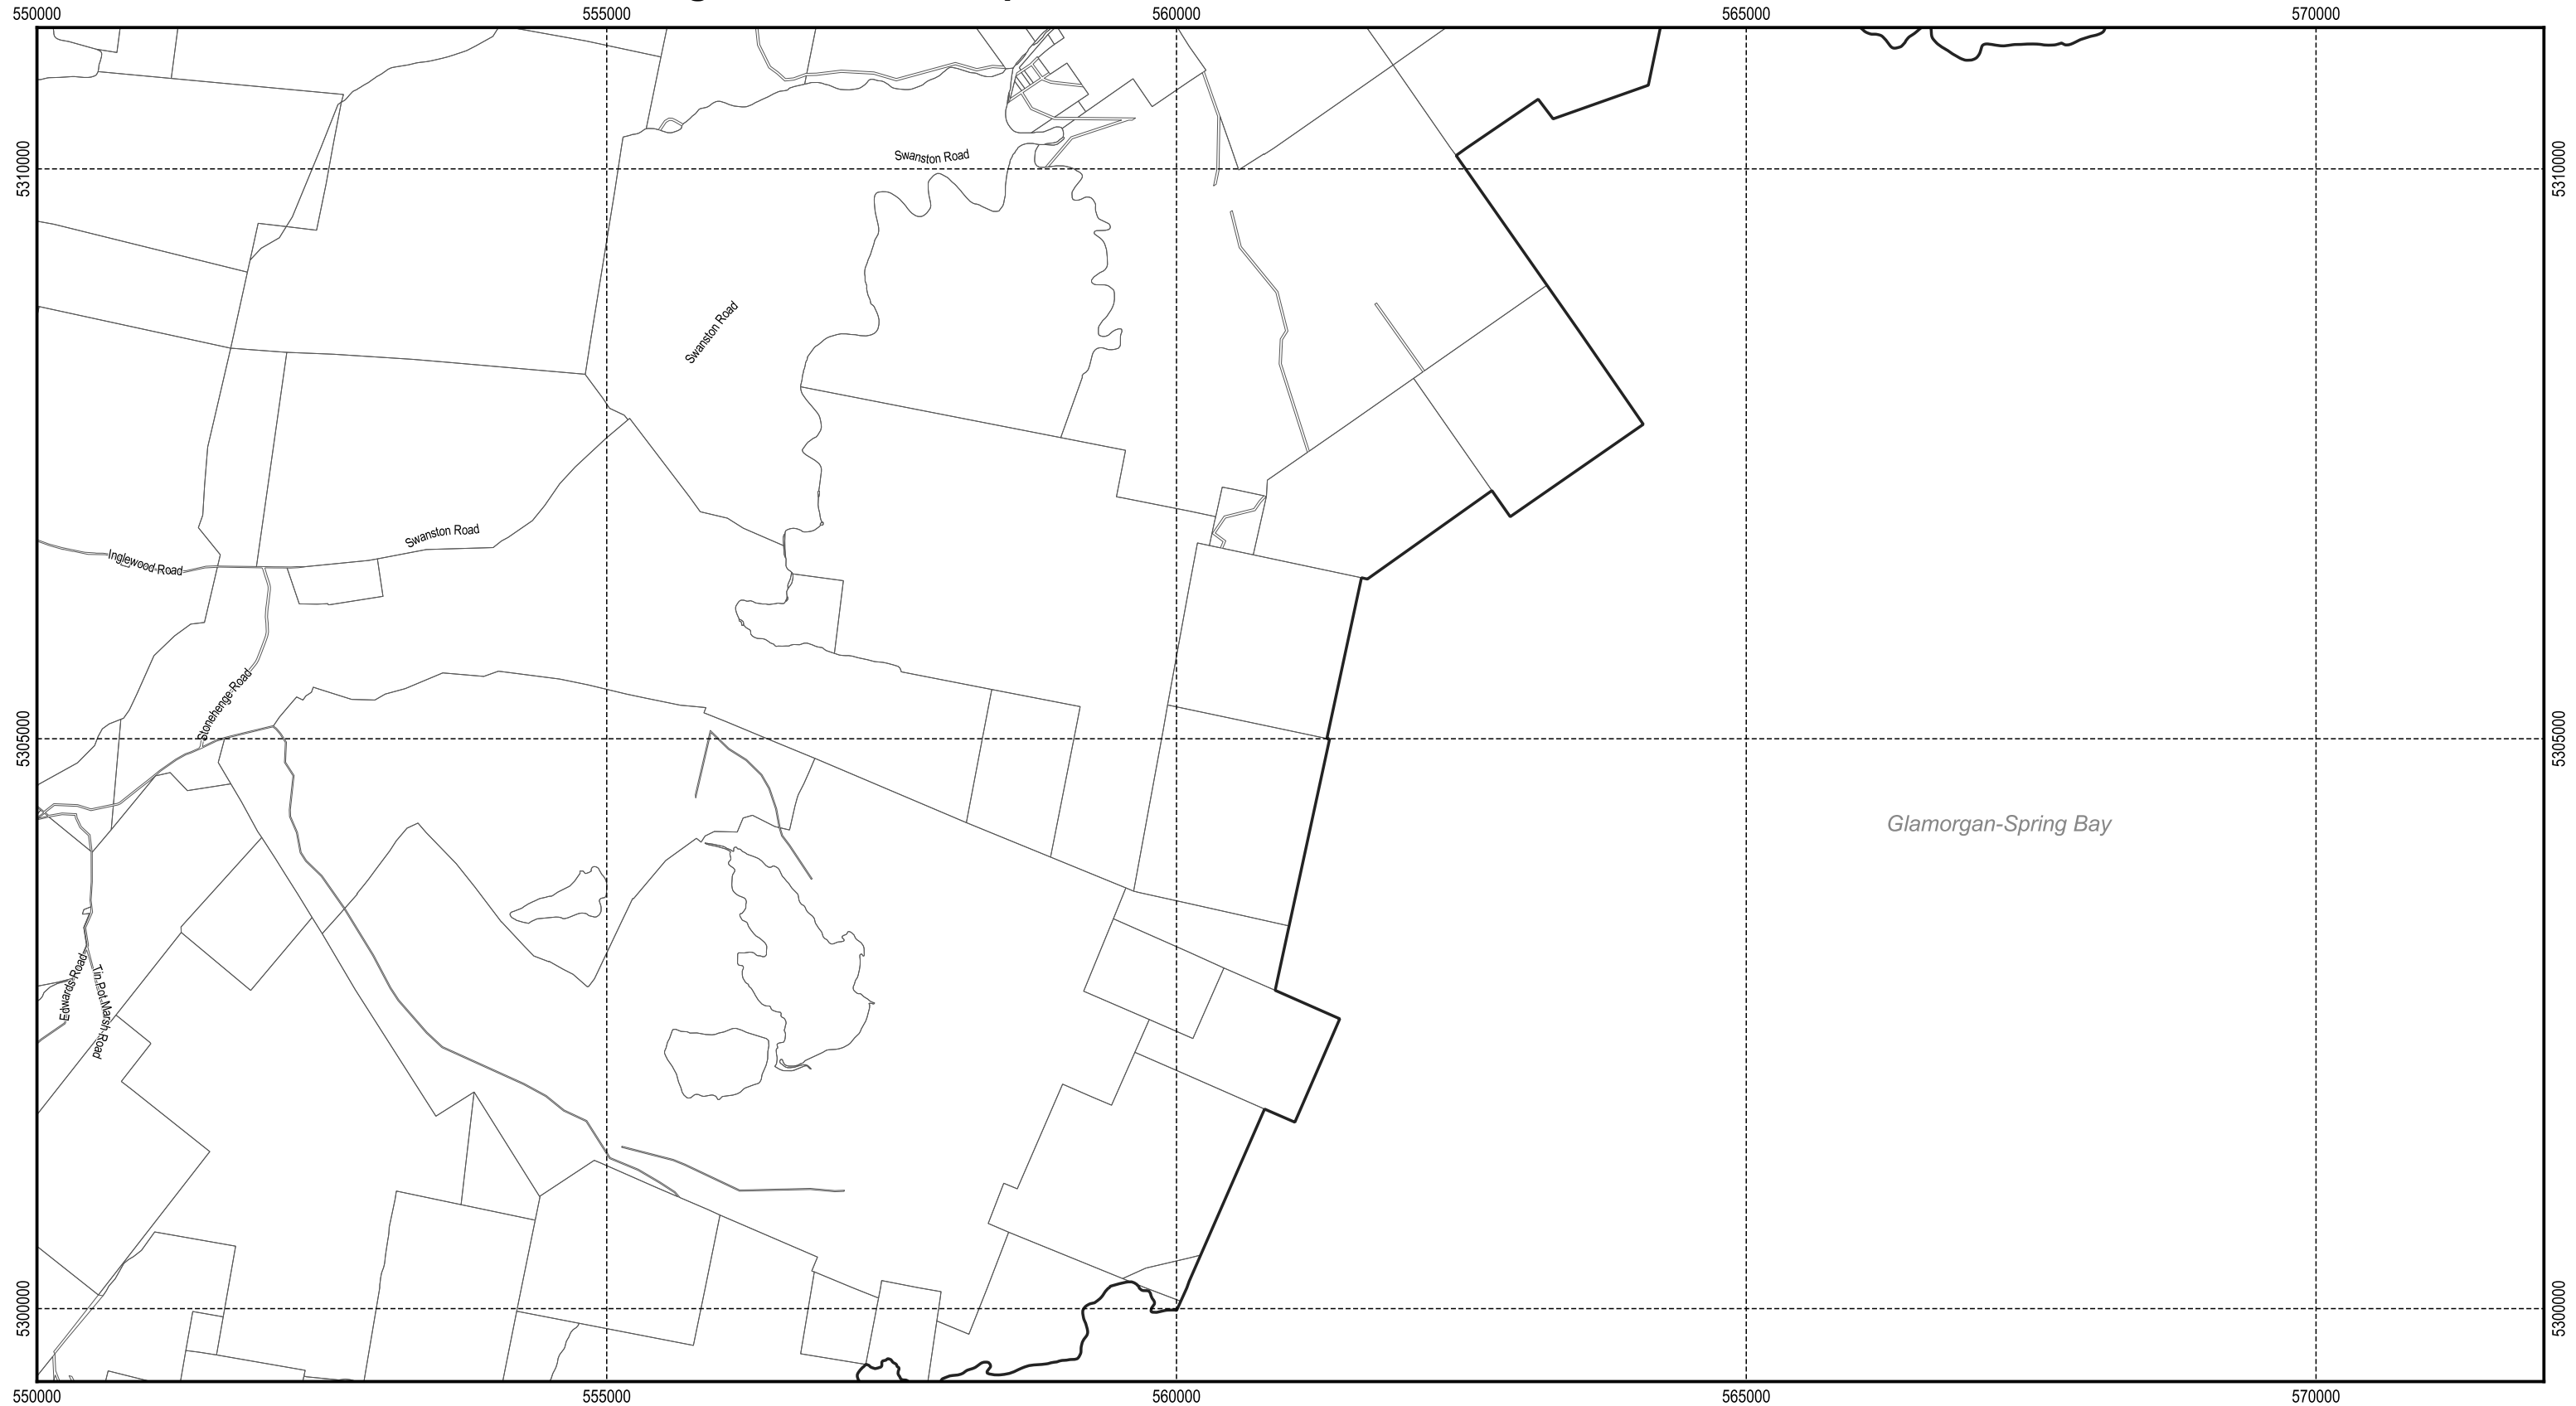 550000 555000 560000 565000 570000
5310000 5310000
Swanston Road
Swanston Road
Swanston Road
Inglewood Road
Stonehenge Road
5305000 5305000
Glamorgan-Spring Bay
Edwards Road
Tin Pot Marsh Road
5300000 5300000
550000 555000 560000 565000 570000